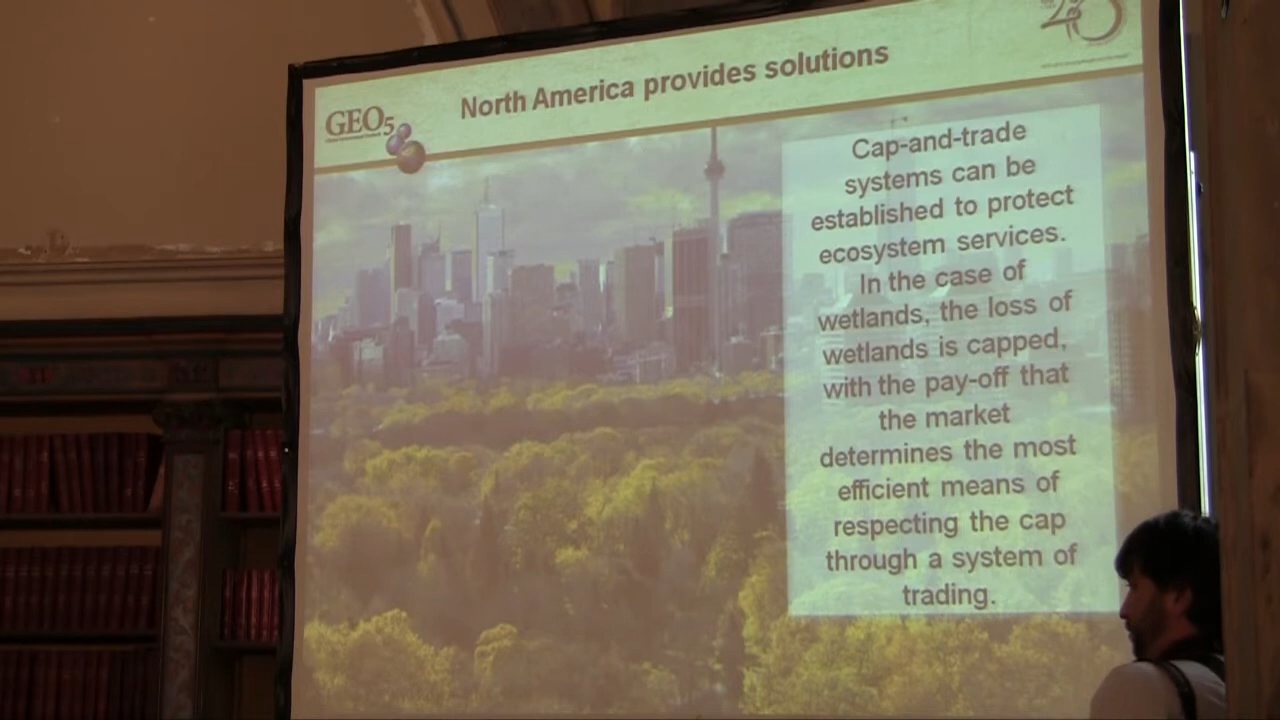 North America provides solutions
GEO5
20
Cap-and-trade
systems can be
established to protect
ecosystem services.
In the case of
wetlands, the loss of
wetlands is capped,
with the pay-off that
the market
determines the most
efficient means of
respecting the cap
through a system of
trading.